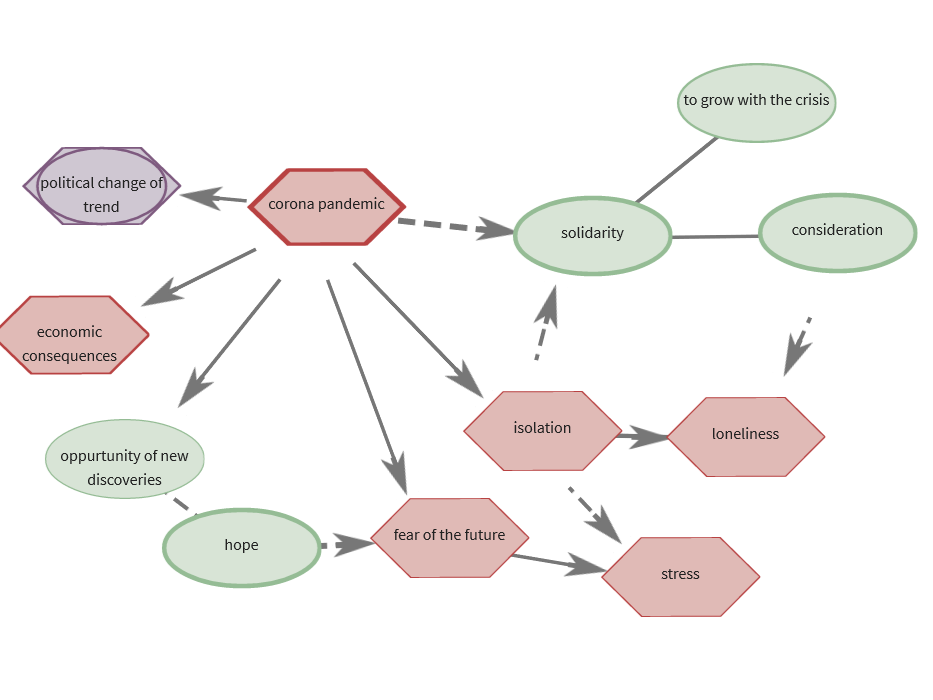 to grow with the crisis
political change of
trend
corona pandemic
solidarity
consideration
economic
consequences
isolation
loneliness
oppurtunity of new
discoveries
hope
fear of the future
stress